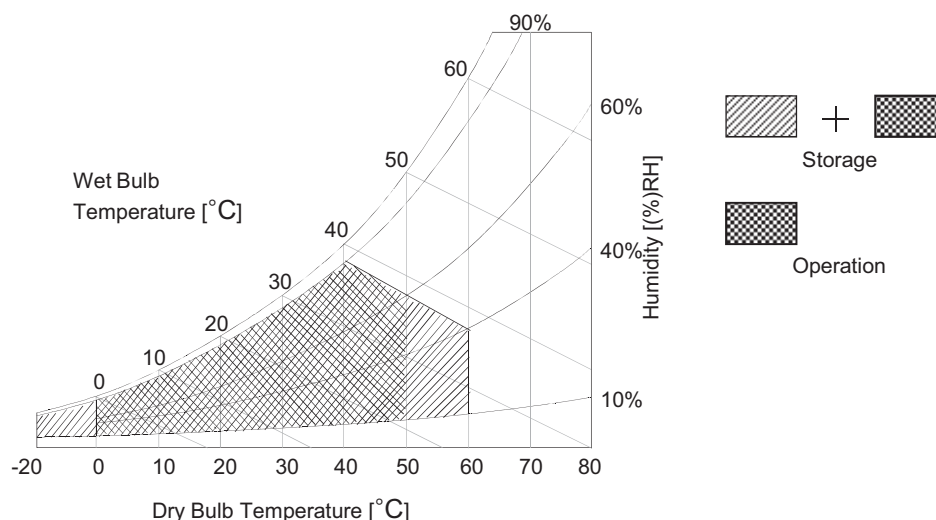 90%
60
60%
50
Wet Bulb
Temperature [°C]
40
Humidity [(%)RH]
40%
30
20
10
0
10%
-20 0 10 20 30 40 50 60 70 80
Dry Bulb Temperature [°C]
+
Storage
Operation